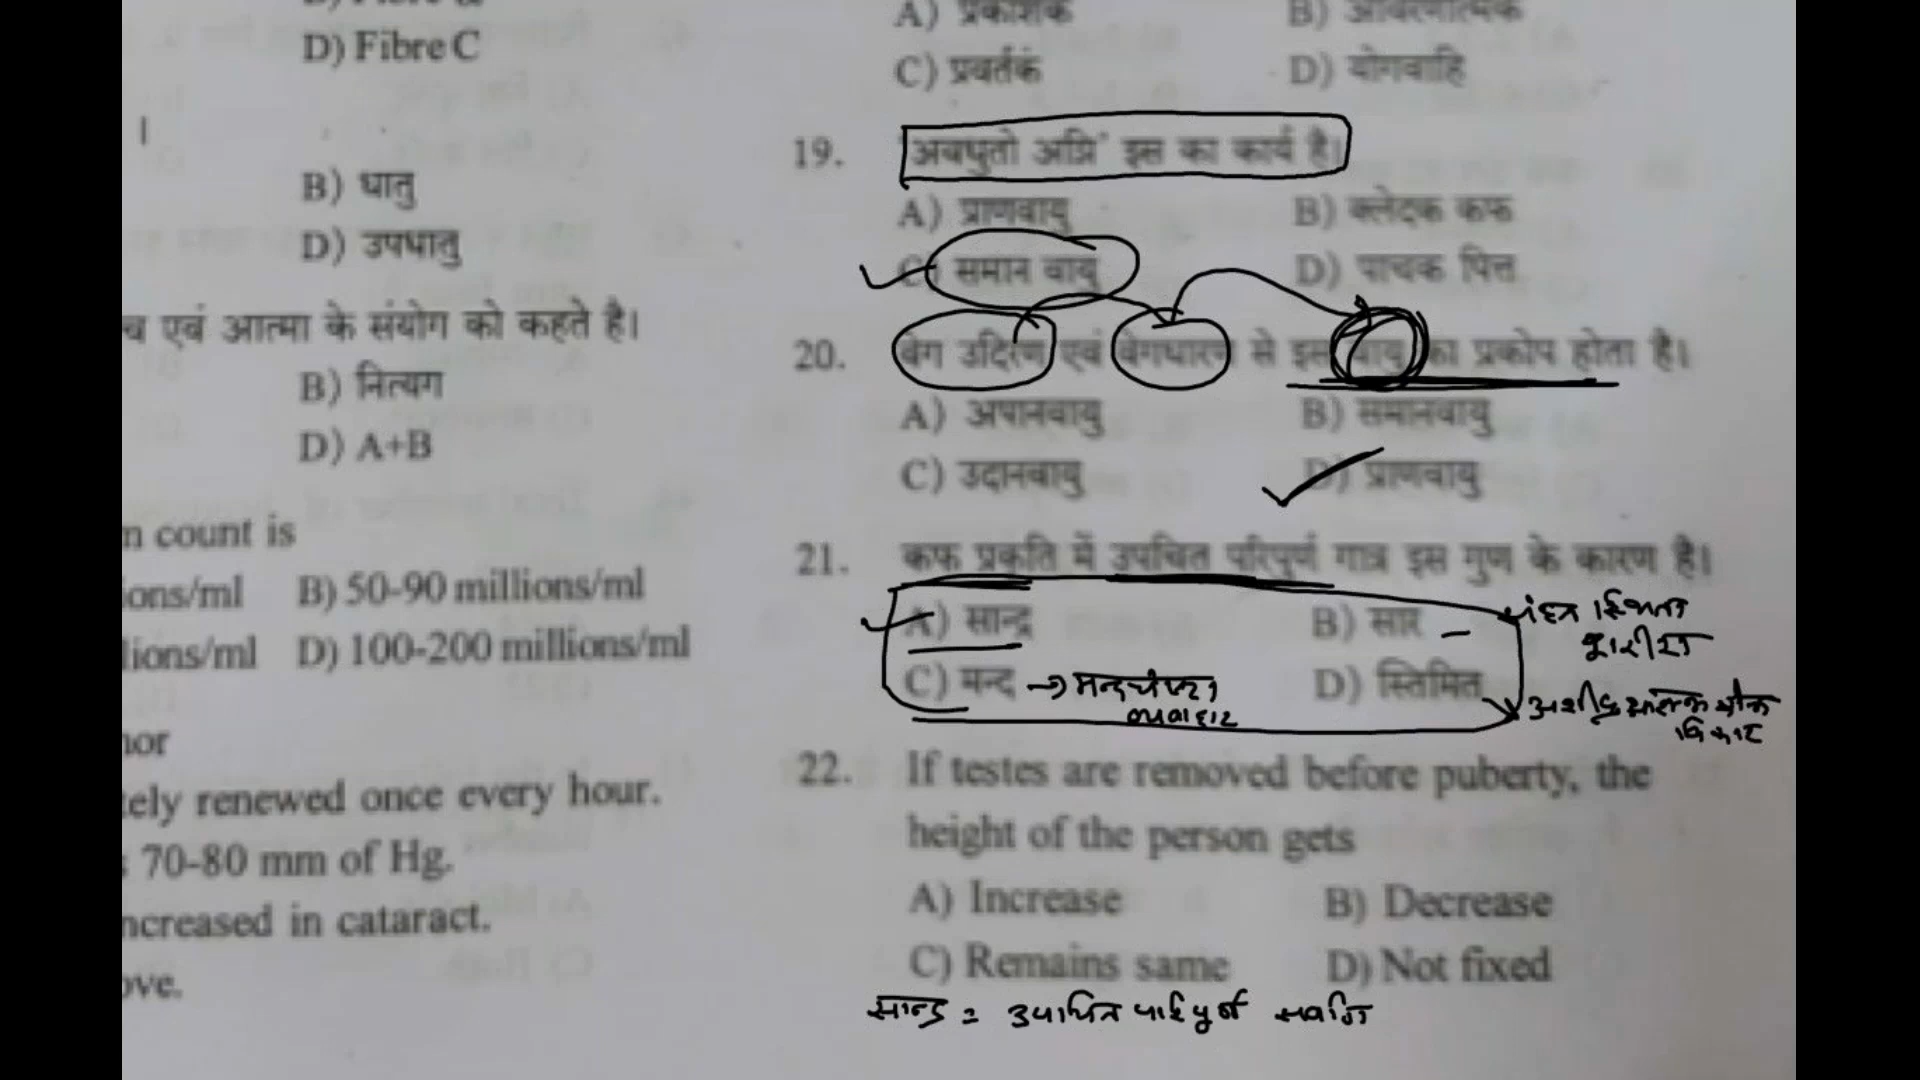 D) Fibre C
B) धातु
D) उपधातु
एवं आत्मा के संयोग को कहते है।
B) नित्यग
D) A+B
count is
ions/ml B) 50-90 millions/ml
lions/ml D) 100-200 millions/ml
ely renewed once every hour.
70-80 mm of Hg.
ncreased in cataract.
ove.
A) प्रकाशक B) आवरणात्मक
C) प्रवर्तक D) योगवाहि
19. 'अवधुतो अग्नि' इस का कार्य है।
A) प्राणवायु B) क्लेदक कफ
C) समान वायु D) पाचक पित्त
20. वेग उदिरण एवं वेगधारण से इस वायु का प्रकोप होता है।
A) अपानवायु B) समानवायु
C) उदानवायु D) प्राणवायु
21. कफ प्रकृति में उपचित परिपुर्ण गात्र इस गुण के कारण है।
A) सान्द्र B) सार
C) मन्द D) स्तिमित
मन्दचेष्टा
22. If testes are removed before puberty, the
height of the person gets
A) Increase B) Decrease
C) Remains same D) Not fixed
सान्द्र =